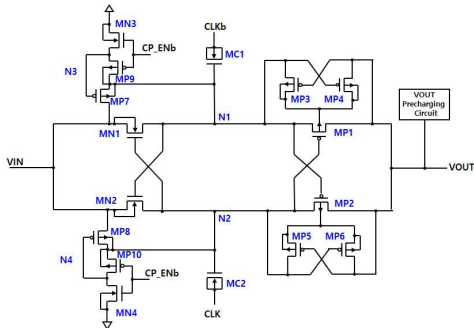 MN3
CLKb
CP_ENb
N3
MP9
MC1
MP7
MP3
MP4
VOUT
Precharging
Circuit
N1
MN1
MP1
VIN
VOUT
MN2
MP2
N2
MP8
MP5
MP6
N4
MP10
CP_ENb
MC2
MN4
CLK